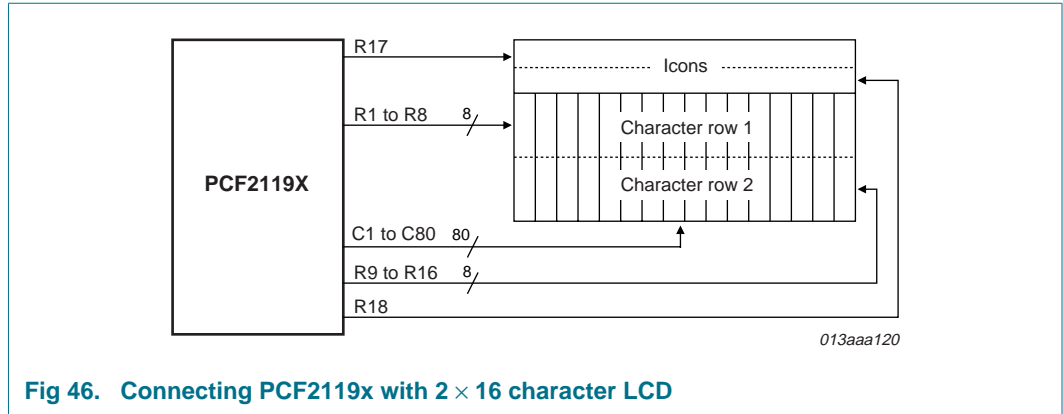 R17
Icons
R1 to R8 8
Character row 1
PCF2119X
Character row 2
C1 to C80 80
R9 to R16 8
R18
013aaa120
Fig 46. Connecting PCF2119x with 2 × 16 character LCD